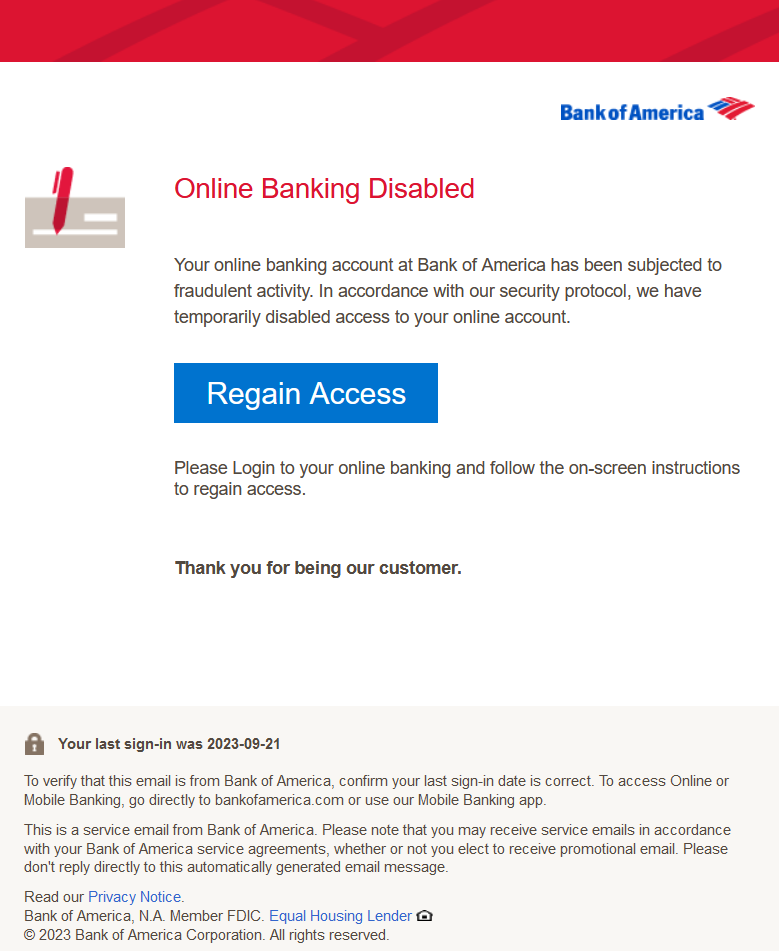 Bank of America
Online Banking Disabled
Your online banking account at Bank of America has been subjected to
fraudulent activity. In accordance with our security protocol, we have
temporarily disabled access to your online account.
Regain Access
Please Login to your online banking and follow the on-screen instructions
to regain access.
Thank you for being our customer.
Your last sign-in was 2023-09-21
To verify that this email is from Bank of America, confirm your last sign-in date is correct. To access Online or
Mobile Banking, go directly to bankofamerica.com or use our Mobile Banking app.
This is a service email from Bank of America. Please note that you may receive service emails in accordance
with your Bank of America service agreements, whether or not you elect to receive promotional email. Please
don't reply directly to this automatically generated email message.
Read our Privacy Notice.
Bank of America, N.A. Member FDIC. Equal Housing Lender
© 2023 Bank of America Corporation. All rights reserved.